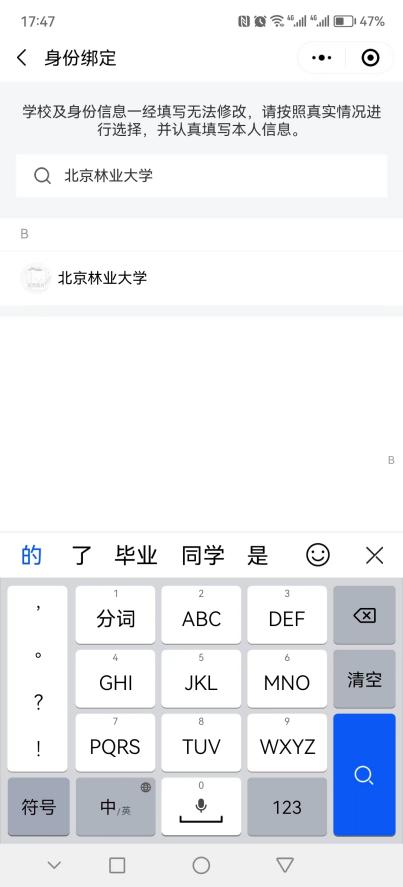 17:47
47%
身份绑定
学校及身份信息一经填写无法修改，请按照真实情况进
行选择，并认真填写本人信息。
北京林业大学
B
北京林业大学
B
的 了 毕业 同学 是
，
。
？
！
1
分词
2
ABC
3
DEF
4
GHI
5
JKL
6
MNO
清空
7
PQRS
8
TUV
9
WXYZ
符号
中/英
0
123